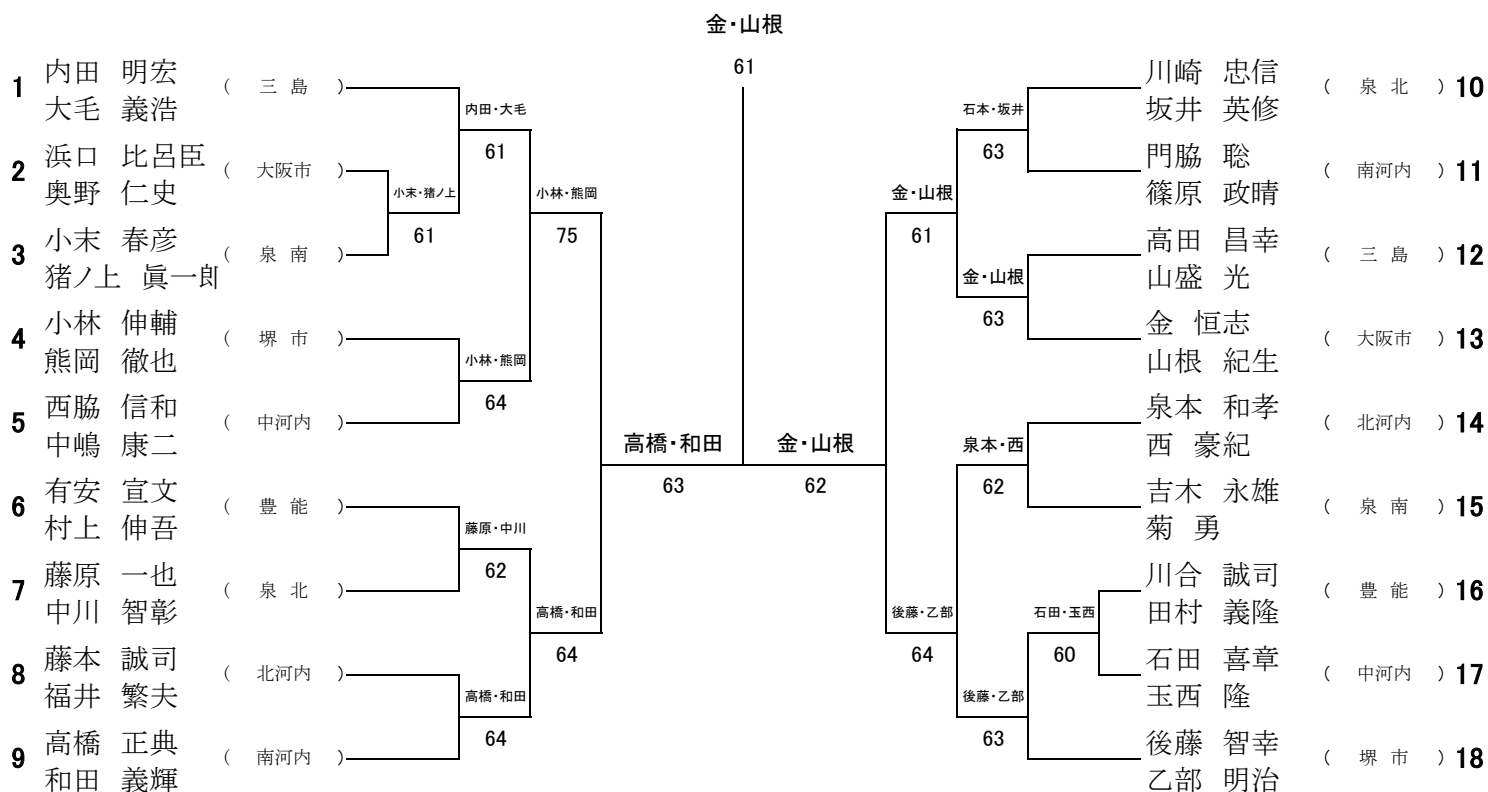 金・山根
61
1 内田 明宏 ( 三 島 )
大毛 義浩
2 浜口 比呂臣 ( 大阪市 )
奥野 仁史
3 小末 春彦 ( 泉 南 )
猪ノ上 眞一郎
4 小林 伸輔 ( 堺 市 )
熊岡 徹也
5 西脇 信和 ( 中河内 )
中嶋 康二
6 有安 宣文 ( 豊 能 )
村上 伸吾
7 藤原 一也 ( 泉 北 )
中川 智彰
8 藤本 誠司 ( 北河内 )
福井 繁夫
9 高橋 正典 ( 南河内 )
和田 義輝
内田・大毛
61
小末・猪ノ上
61
小林・熊岡
75
小林・熊岡
64
藤原・中川
62
高橋・和田
64
高橋・和田
64
高橋・和田
63
金・山根
62
石本・坂井
63
金・山根
61
金・山根
63
泉本・西
62
後藤・乙部
64
石田・玉西
60
後藤・乙部
63
川崎 忠信 ( 泉 北 ) 10
坂井 英修
門脇 聡 ( 南河内 ) 11
篠原 政晴
高田 昌幸 ( 三 島 ) 12
山盛 光
金 恒志 ( 大阪市 ) 13
山根 紀生
泉本 和孝 ( 北河内 ) 14
西 豪紀
吉木 永雄 ( 泉 南 ) 15
菊 勇
川合 誠司 ( 豊 能 ) 16
田村 義隆
石田 喜章 ( 中河内 ) 17
玉西 隆
後藤 智幸 ( 堺 市 ) 18
乙部 明治